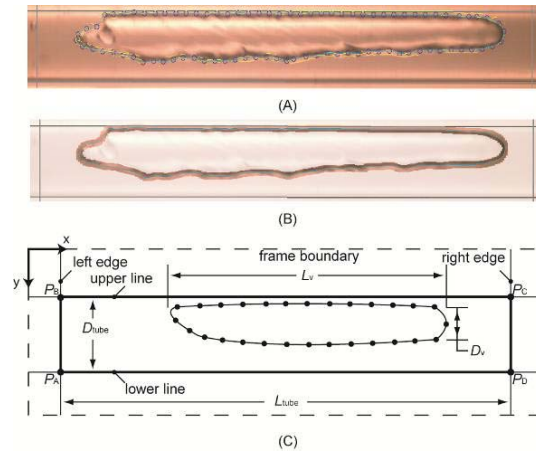 (A)
(B)
x
y
left edge
upper line
frame boundary
right edge
Lv
PB
PC
Dtube
Dv
PA
lower line
PD
Ltube
(C)